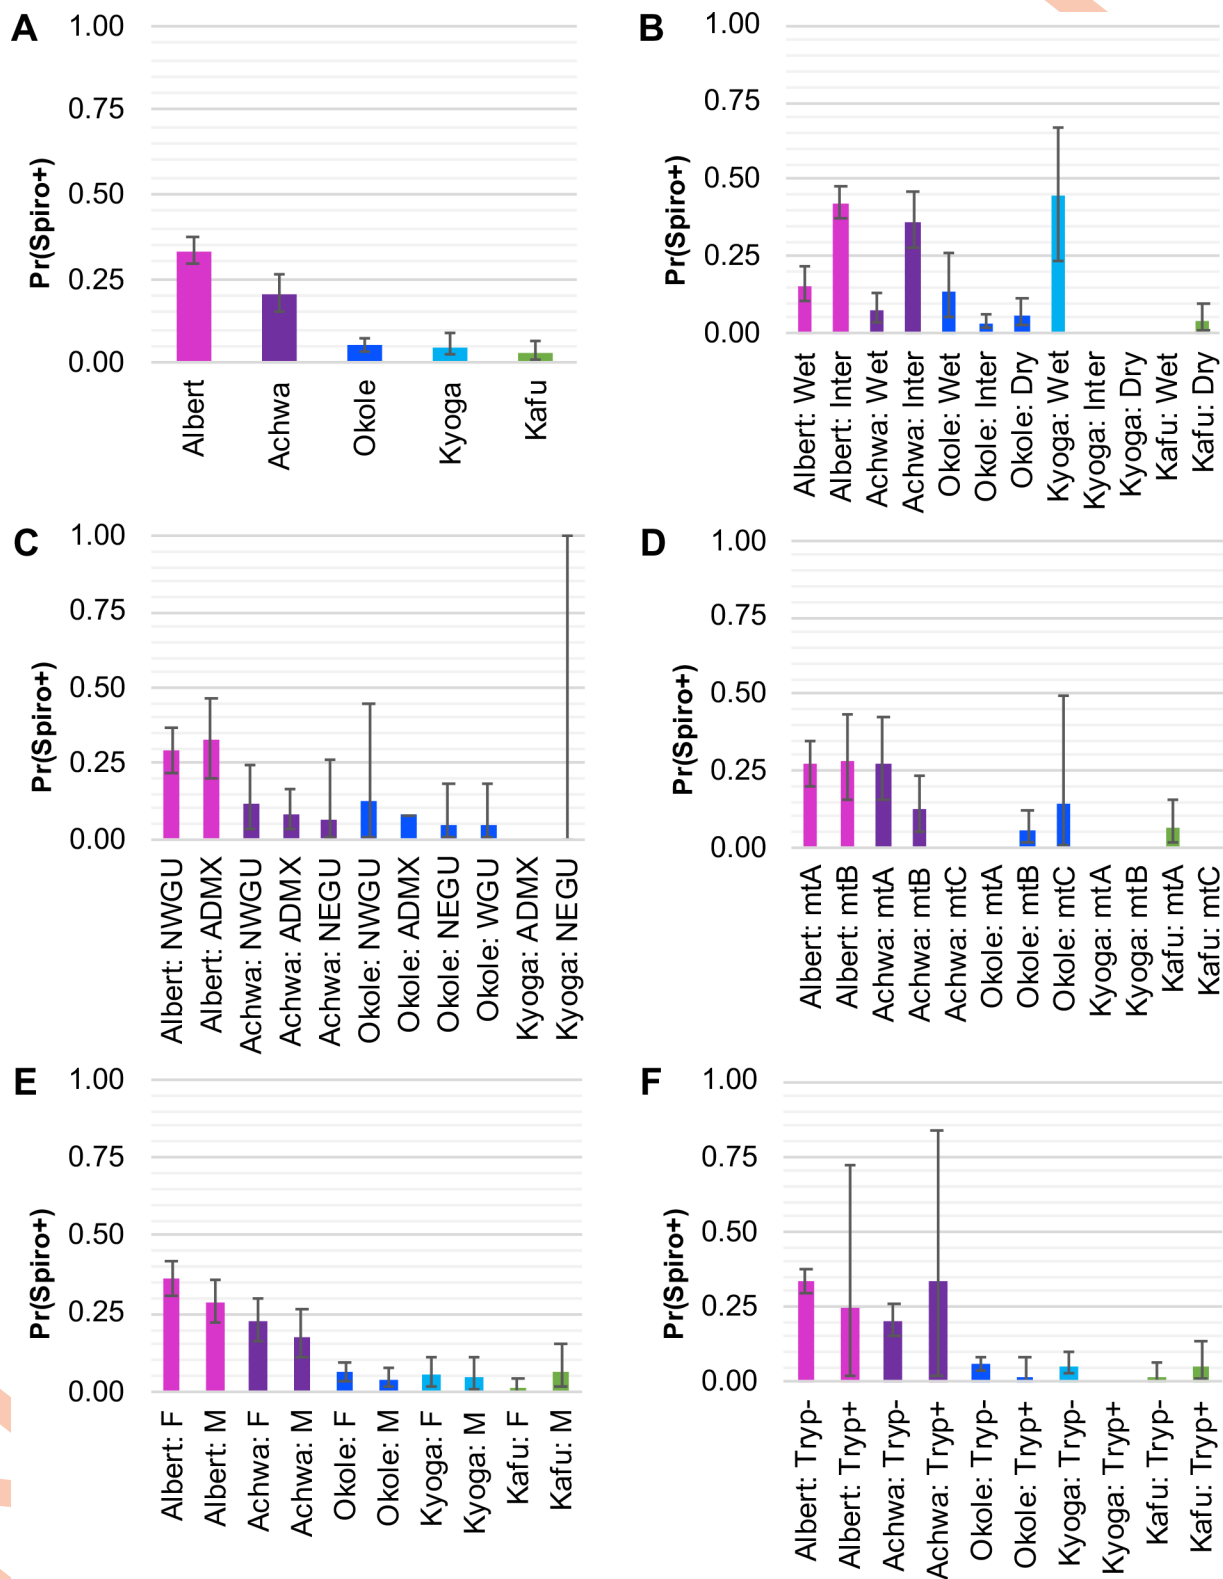 A
Pr(Spiro+)
1.00
0.75
0.50
0.25
0.00
Albert
Achwa
Okole
Kyoga
Kafu
B
Pr(Spiro+)
1.00
0.75
0.50
0.25
0.00
Albert: Wet
Albert: Inter
Achwa: Wet
Achwa: Inter
Okole: Wet
Okole: Inter
Okole: Dry
Kyoga: Wet
Kyoga: Inter
Kyoga: Dry
Kafu: Wet
Kafu: Dry
C
Pr(Spiro+)
1.00
0.75
0.50
0.25
0.00
Albert: NWGU
Albert: ADMX
Achwa: NWGU
Achwa: ADMX
Achwa: NEGU
Okole: NWGU
Okole: ADMX
Okole: NEGU
Okole: WGU
Kyoga: ADMX
Kyoga: NEGU
D
Pr(Spiro+)
1.00
0.75
0.50
0.25
0.00
Albert: mtA
Albert: mtB
Achwa: mtA
Achwa: mtB
Achwa: mtC
Okole: mtA
Okole: mtB
Okole: mtC
Kyoga: mtA
Kyoga: mtB
Kafu: mtA
Kafu: mtC
E
Pr(Spiro+)
1.00
0.75
0.50
0.25
0.00
Albert: F
Albert: M
Achwa: F
Achwa: M
Okole: F
Okole: M
Kyoga: F
Kyoga: M
Kafu: F
Kafu: M
F
Pr(Spiro+)
1.00
0.75
0.50
0.25
0.00
Albert: Tryp-
Albert: Tryp+
Achwa: Tryp-
Achwa: Tryp+
Okole: Tryp-
Okole: Tryp+
Kyoga: Tryp-
Kyoga: Tryp+
Kafu: Tryp-
Kafu: Tryp+